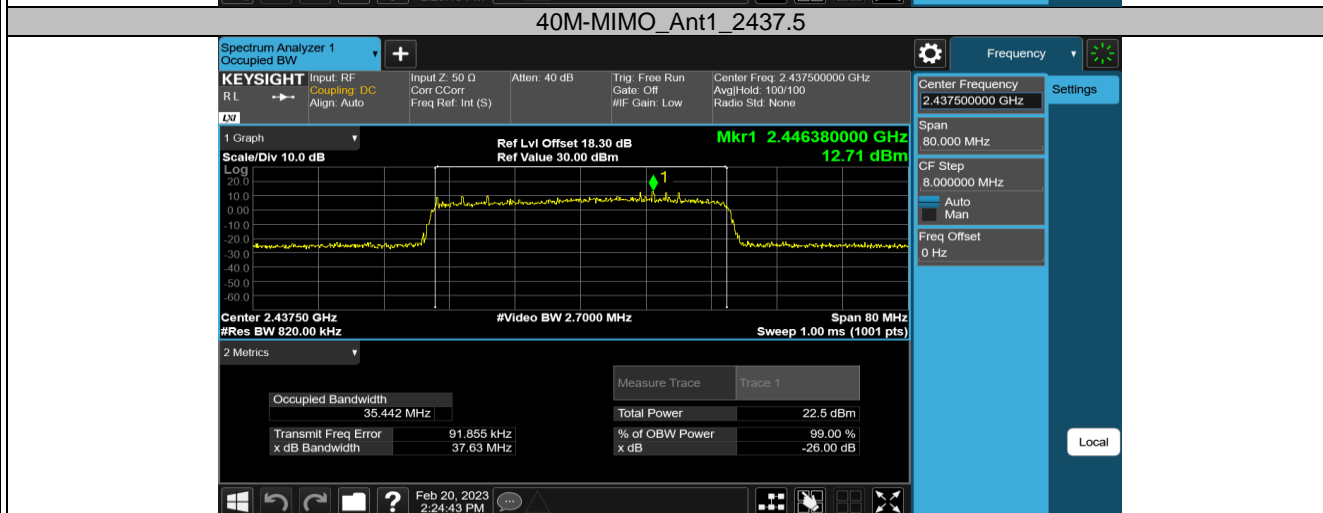 40M-MIMO_Ant1_2437.5
Spectrum Analyzer 1
Occupied BW
+
Frequency
KEYSIGHT
RL
LXI
Input: RF
Coupling: DC
Align: Auto
Input Z: 50 Ω
Corr CCorr
Freq Ref: Int (S)
Atten: 40 dB
Trig: Free Run
Gate: Off
#IF Gain: Low
Center Freq: 2.437500000 GHz
Avg|Hold: 100/100
Radio Std: None
Center Frequency
2.437500000 GHz
Settings
Span
80.000 MHz
CF Step
8.000000 MHz
Auto
Man
Freq Offset
0 Hz
1 Graph
Scale/Div 10.0 dB
Ref Lvl Offset 18.30 dB
Ref Value 30.00 dBm
Mkr1 2.446380000 GHz
12.71 dBm
Log
20.0
10.0
0.00
-10.0
-20.0
-30.0
-40.0
-50.0
-60.0
1
Center 2.43750 GHz
#Res BW 820.00 kHz
#Video BW 2.7000 MHz
Span 80 MHz
Sweep 1.00 ms (1001 pts)
2 Metrics
Measure Trace
Trace 1
Occupied Bandwidth
35.442 MHz
Total Power
22.5 dBm
Transmit Freq Error
91.855 kHz
% of OBW Power
99.00 %
x dB Bandwidth
37.63 MHz
x dB
-26.00 dB
Local
?
Feb 20, 2023
2:24:43 PM